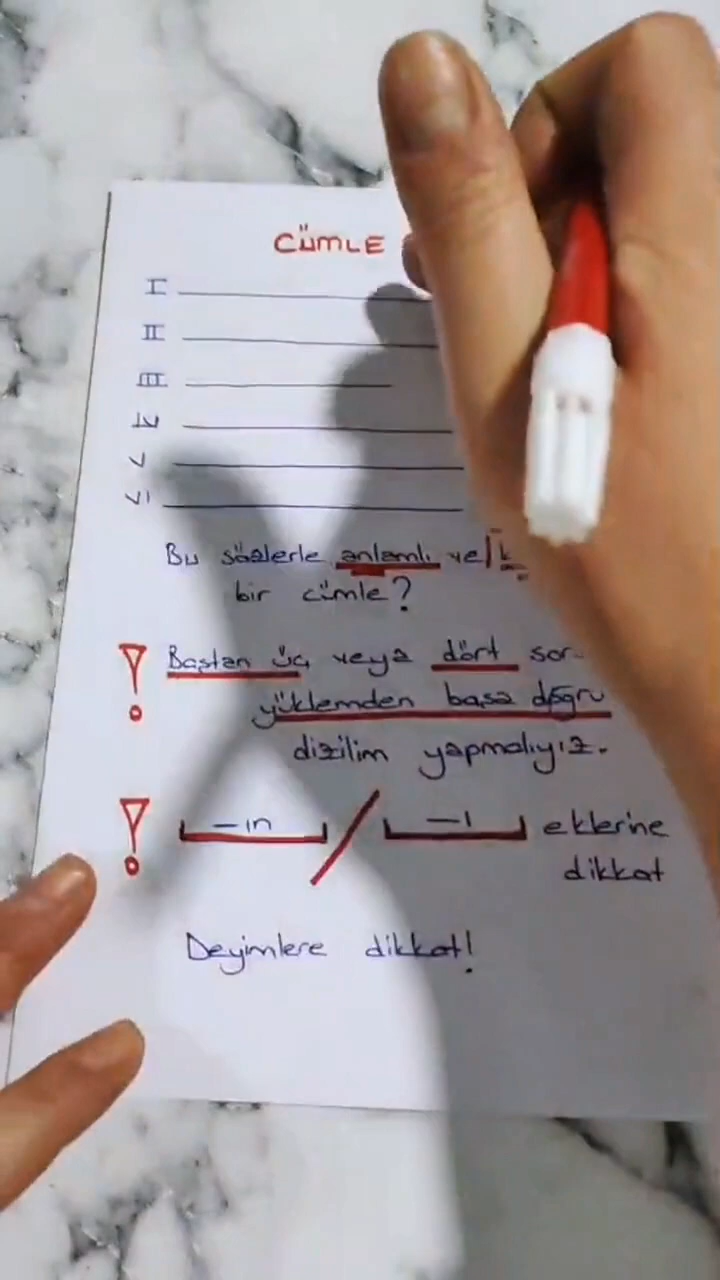 CÜMLE
I
II
III
IV
V
VI
Bu sözlerle anlamlı ve/
bir cümle?
! Baştan üç veya dört
yüklemden başa doğru
dizilim yapmalıyız.
! -ın / -ı eklerine
dikkat
Deyimlere dikkat!